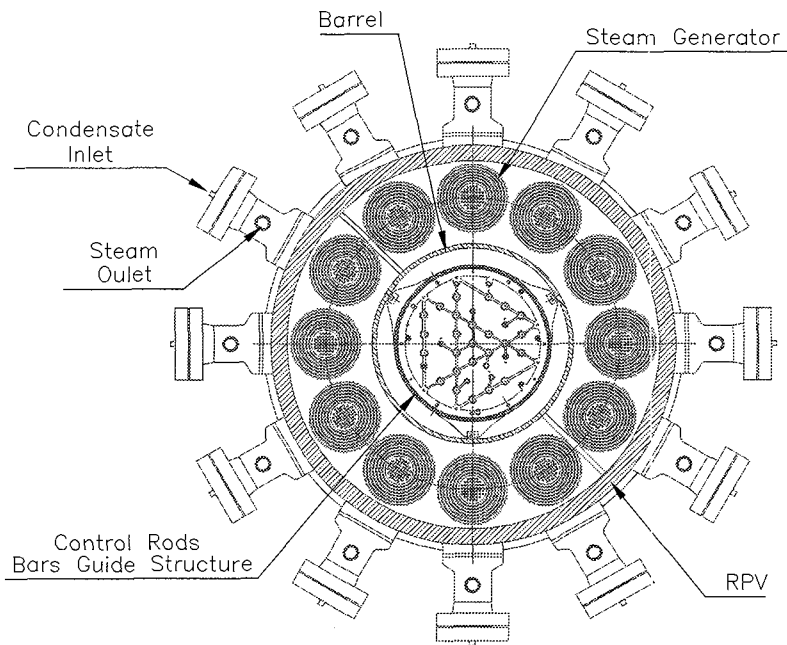 Barrel
Steam Generator
Condensate
Inlet
Steam
Oulet
Control Rods
Bars Guide Structure
RPV